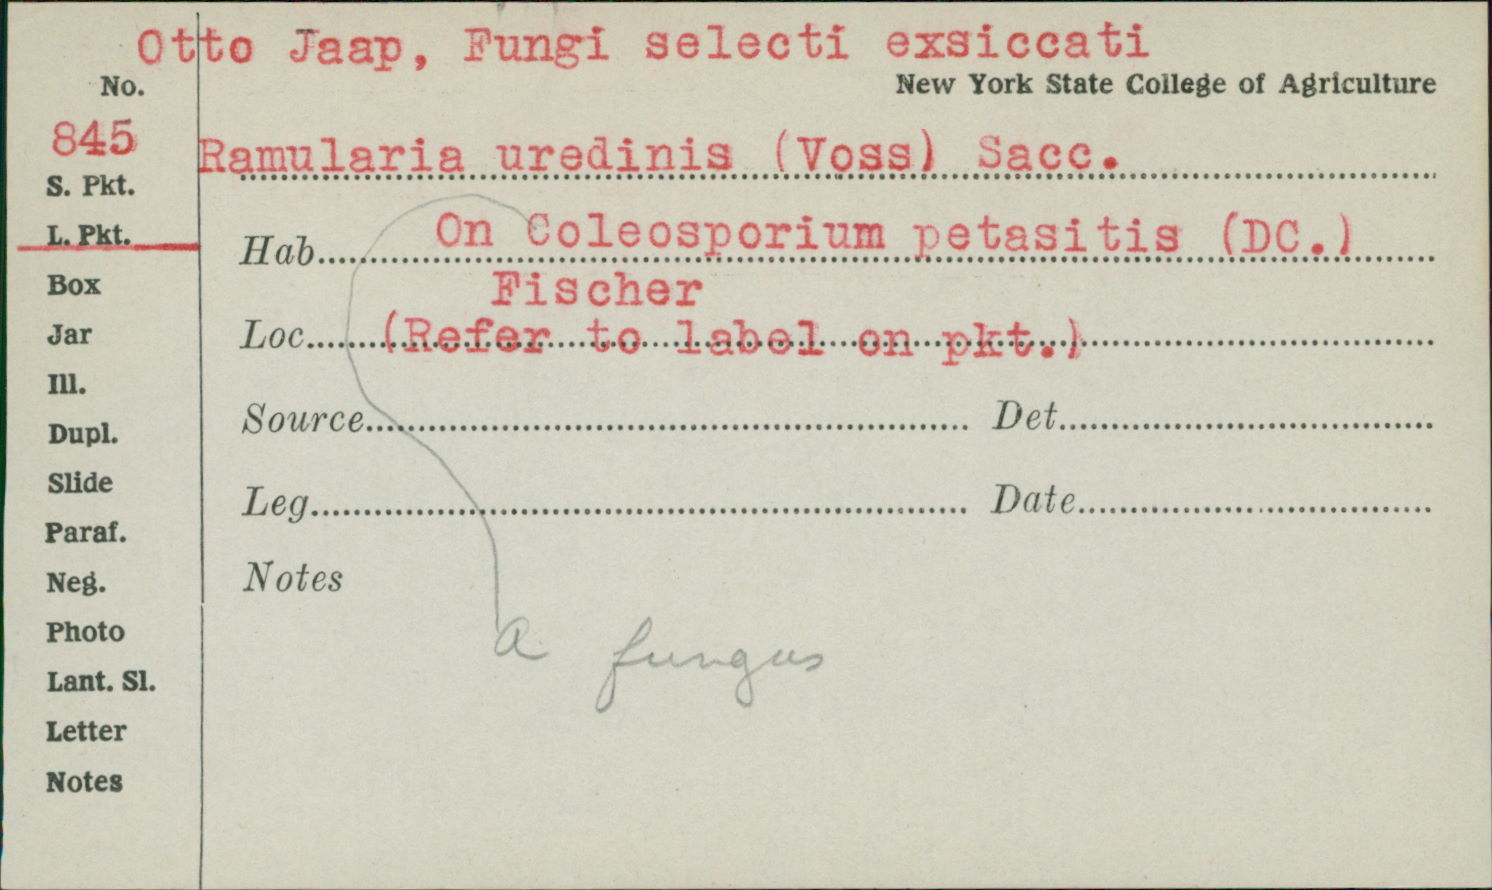 Otto Jaap, Fungi selecti exsiccati
No.
New York State College of Agriculture
845
Ramularia uredinis (Voss) Sacc.
S. Pkt.
L. Pkt.
Hab. On Coleosporium petasitis (DC.)
Fischer
Box
Jar
Loc. (Refer to label on pkt.)
Ill.
Dupl.
Source Det.
Slide
Leg. Date
Paraf.
Neg.
Notes
Photo
a fungus
Lant. Sl.
Letter
Notes